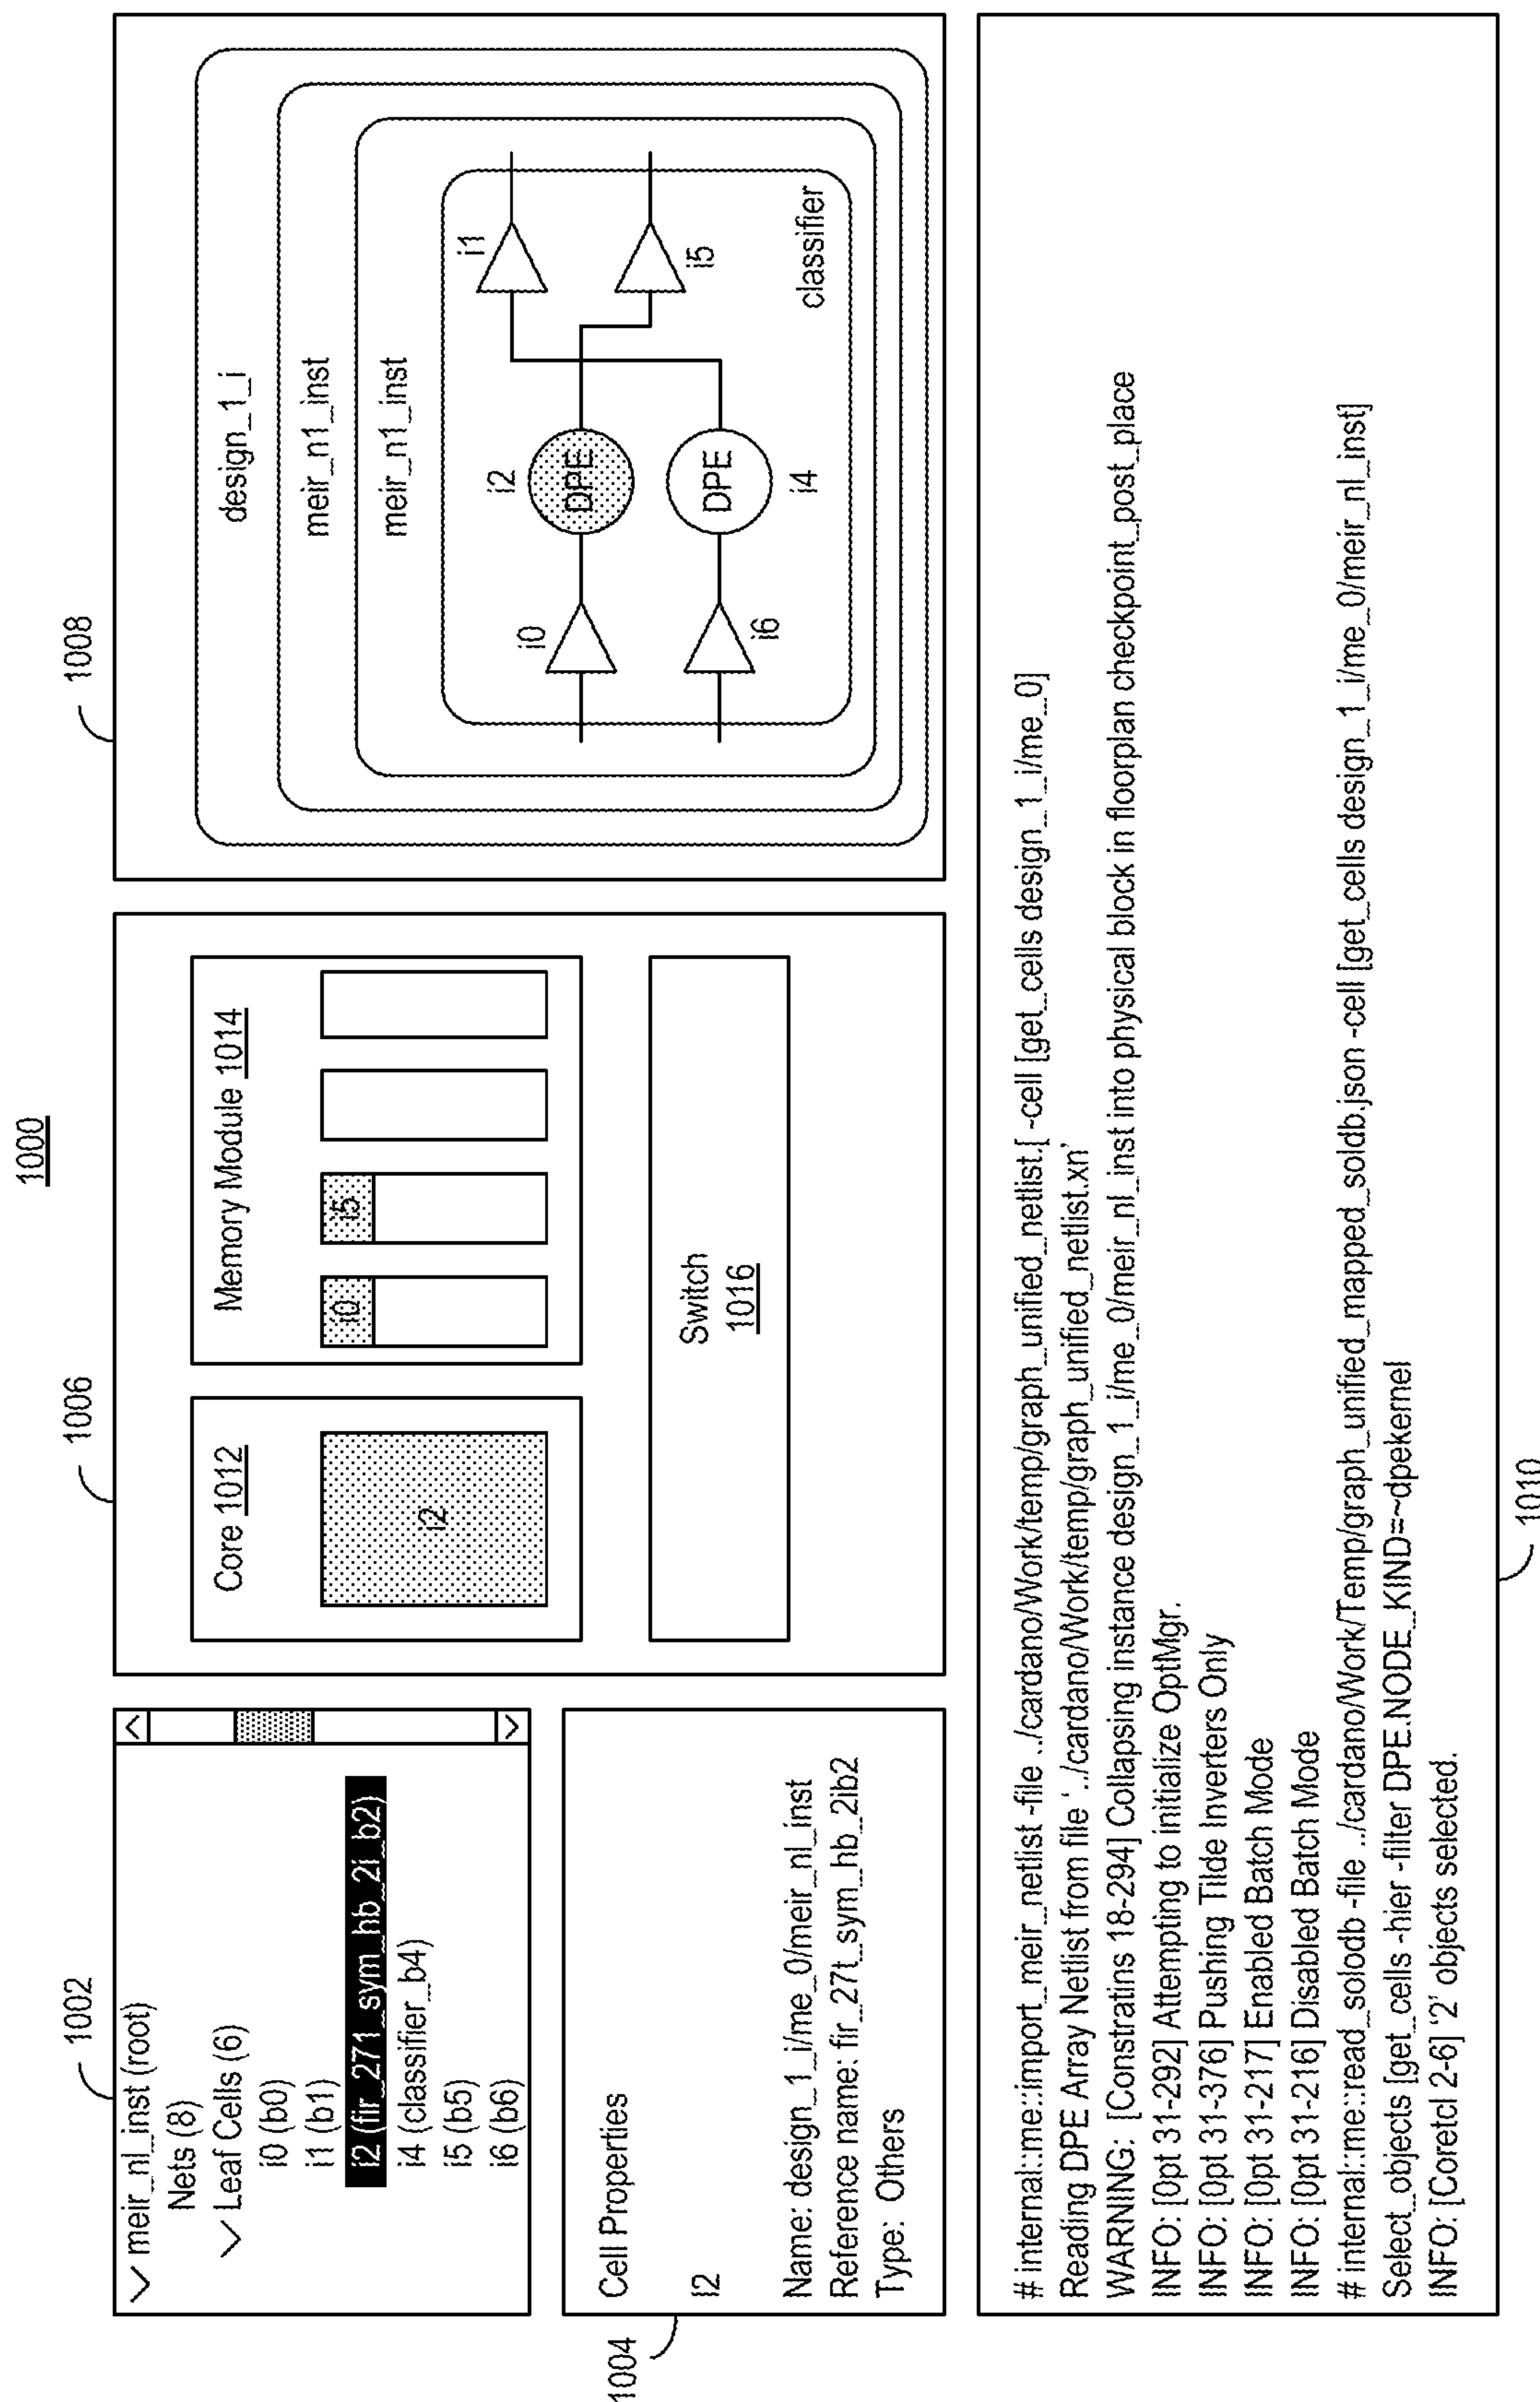 1000
1002
meir_nl_inst (root)
Nets (8)
Leaf Cells (6)
i0 (b0)
i1 (b1)
i2 (fir_271_sym_hb_2i_b2)
i4 (classifier_b4)
i5 (b5)
i6 (b6)
1004
Cell Properties
I2
Name: design_1_i/me_0/meir_nl_inst
Reference name: fir_27t_sym_hb_2ib2
Type: Others
1006
Core 1012
i2
Memory Module 1014
i0
i5
Switch
1016
1008
design_1_i
meir_n1_inst
meir_n1_inst
i0
i2
DPE
i1
i6
DPE
i4
i5
classifier
# internal::me::import_meir_netlist -file ../cardano/Work/temp/graph_unified_netlist.[ -cell [get_cells design_1_i/me_0]
Reading DPE Array Netlist from file ‘ ../cardano/Work/temp/graph_unified_netlist.xn’
WARNING: [Constratins 18-294] Collapsing instance design_1_i/me_0/meir_nl_inst into physical block in floorplan checkpoint_post_place
INFO: [0pt 31-292] Attempting to initialize OptMgr.
INFO: [0pt 31-376] Pushing Tilde Inverters Only
INFO: [0pt 31-217] Enabled Batch Mode
INFO: [0pt 31-216] Disabled Batch Mode
# internal::me::read_solodb -file ../cardano/Work/Temp/graph_unified_mapped_soldb.json -cell [get_cells design_1_i/me_0/meir_nl_inst]
Select_objects [get_cells -hier -filter DPE.NODE_KIND=~dpekernel
INFO: [Coretcl 2-6] ‘2’ objects selected.
1010